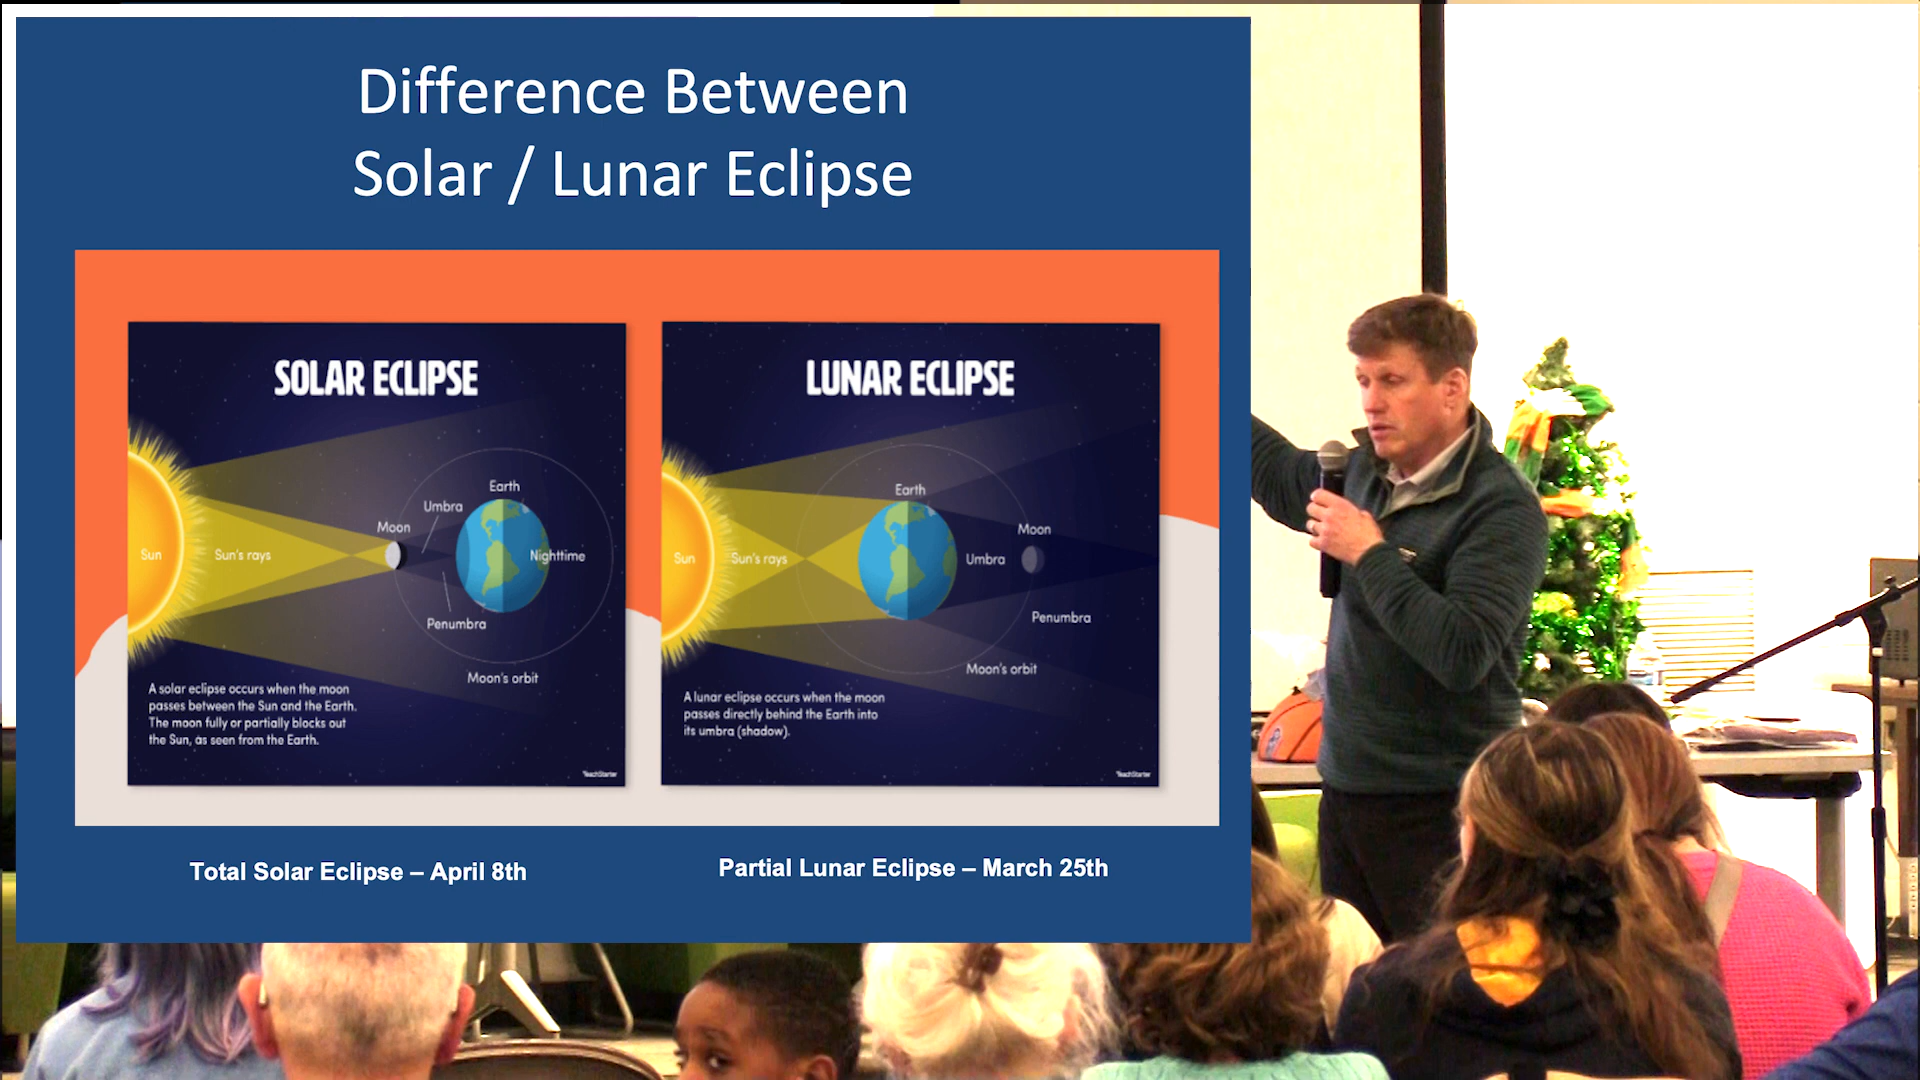 Difference Between
Solar / Lunar Eclipse
SOLAR ECLIPSE
Earth
Umbra
Moon
Sun
Sun's rays
Nighttime
Penumbra
Moon's orbit
A solar eclipse occurs when the moon
passes between the Sun and the Earth.
The moon fully or partially blocks out
the Sun, as seen from the Earth.
TeachStarter
LUNAR ECLIPSE
Earth
Moon
Sun
Sun's rays
Umbra
Penumbra
Moon's orbit
A lunar eclipse occurs when the moon
passes directly behind the Earth into
its umbra (shadow).
TeachStarter
Total Solar Eclipse – April 8th
Partial Lunar Eclipse – March 25th